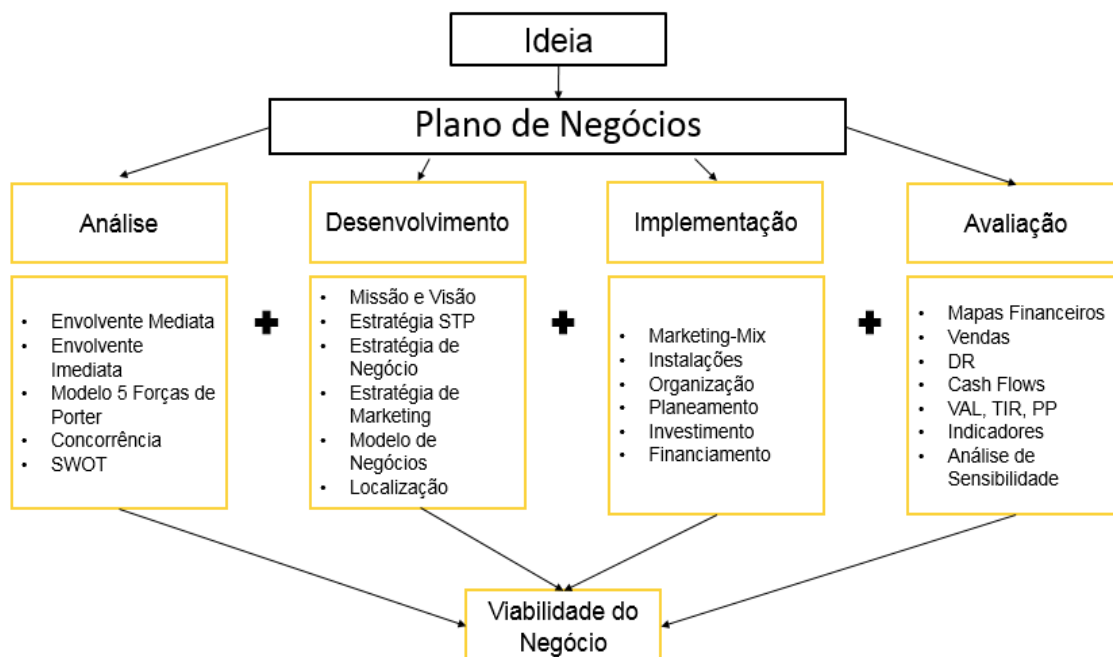 Ideia
Plano de Negócios
Análise
Desenvolvimento
Implementação
Avaliação
• Envolvente Mediata
• Envolvente
Imediata
• Modelo 5 Forças de
Porter
• Concorrência
• SWOT
• Missão e Visão
• Estratégia STP
• Estratégia de
Negócio
• Estratégia de
Marketing
• Modelo de
Negócios
• Localização
• Marketing-Mix
• Instalações
• Organização
• Planeamento
• Investimento
• Financiamento
• Mapas Financeiros
• Vendas
• DR
• Cash Flows
• VAL, TIR, PP
• Indicadores
• Análise de
Sensibilidade
Viabilidade do
Negócio